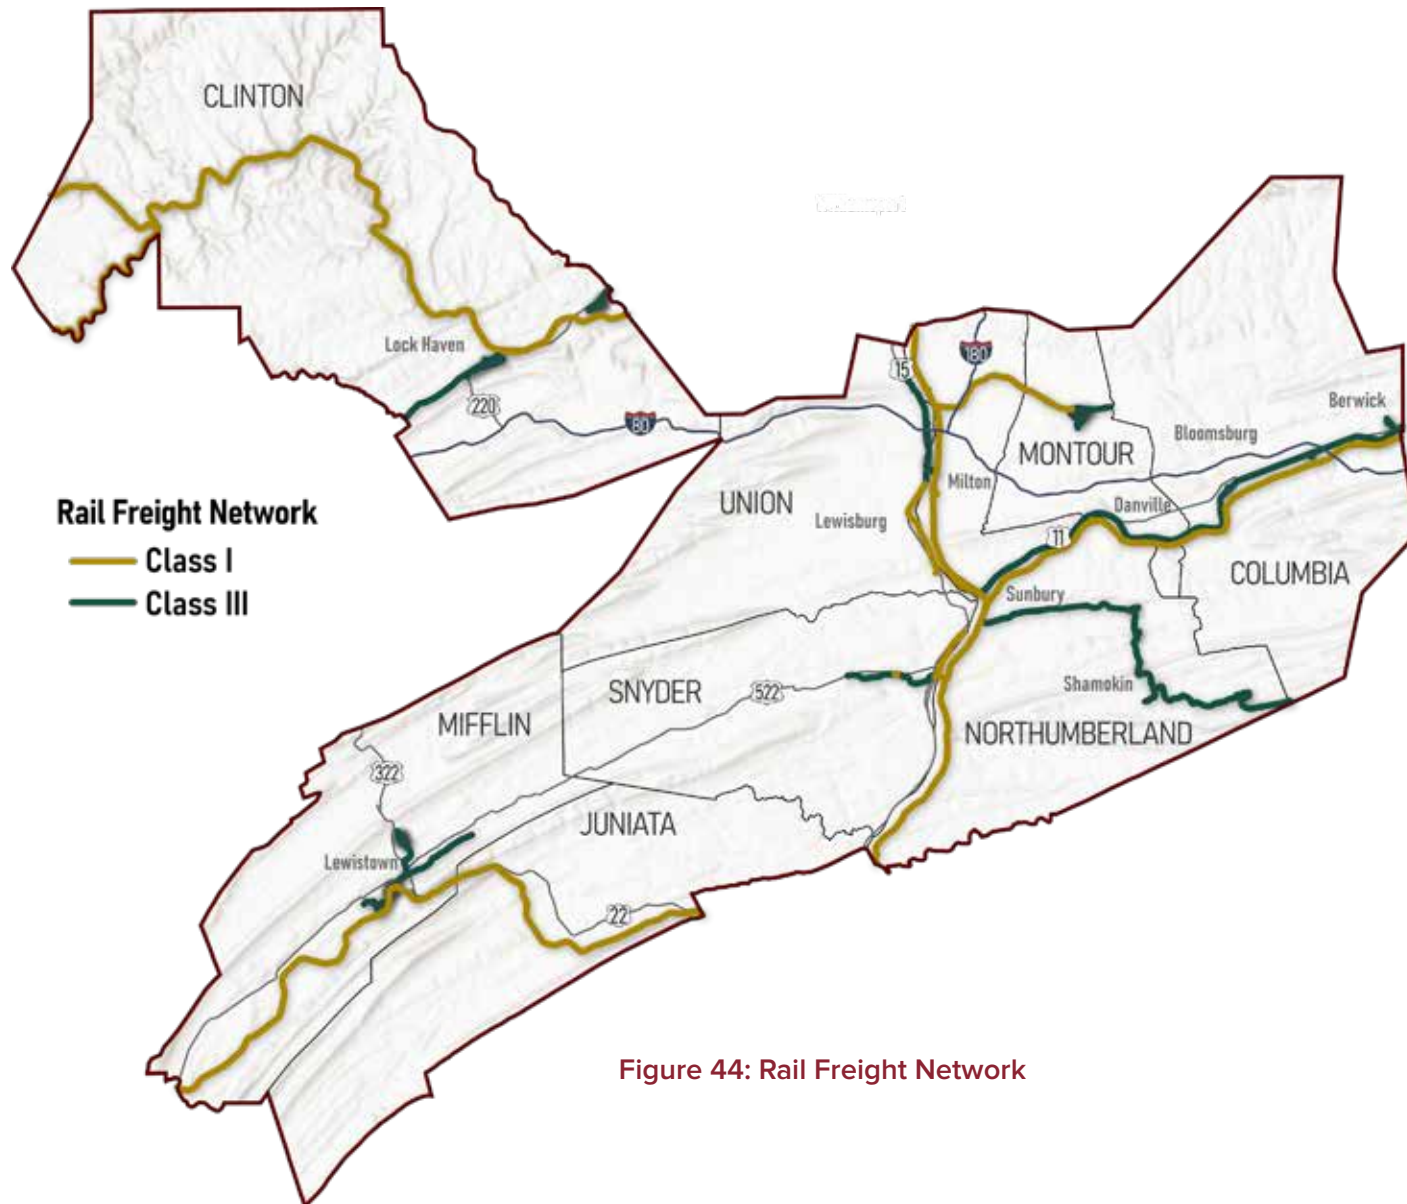 CLINTON
Lock Haven
220
80
15
180
Berwick
Bloomsburg
MONTOUR
Milton
UNION
Danville
Lewisburg
11
COLUMBIA
Rail Freight Network
Class I
Class III
Sunbury
SNYDER
522
Shamokin
MIFFLIN
NORTHUMBERLAND
322
JUNIATA
Lewistown
22
Figure 44: Rail Freight Network